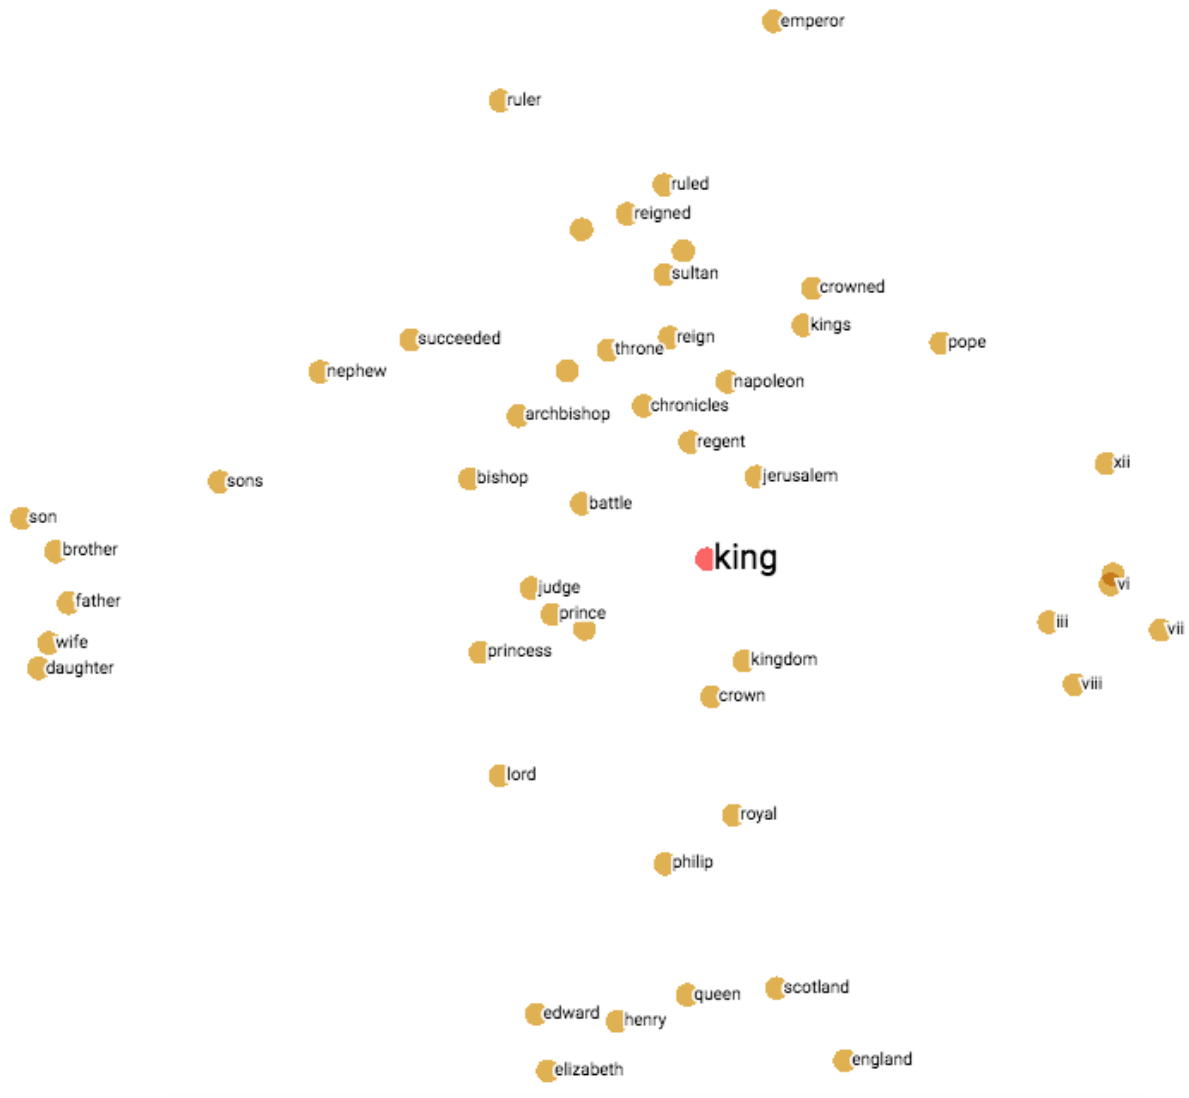 emperor
ruler
ruled
reigned
sultan
crowned
kings
succeeded
reign
throne
pope
nephew
napoleon
chronicles
archbishop
regent
xii
jerusalem
bishop
sons
battle
son
brother
king
vi
judge
father
prince
iii
vii
wife
princess
kingdom
daughter
viii
crown
lord
royal
philip
scotland
queen
edward
henry
england
elizabeth